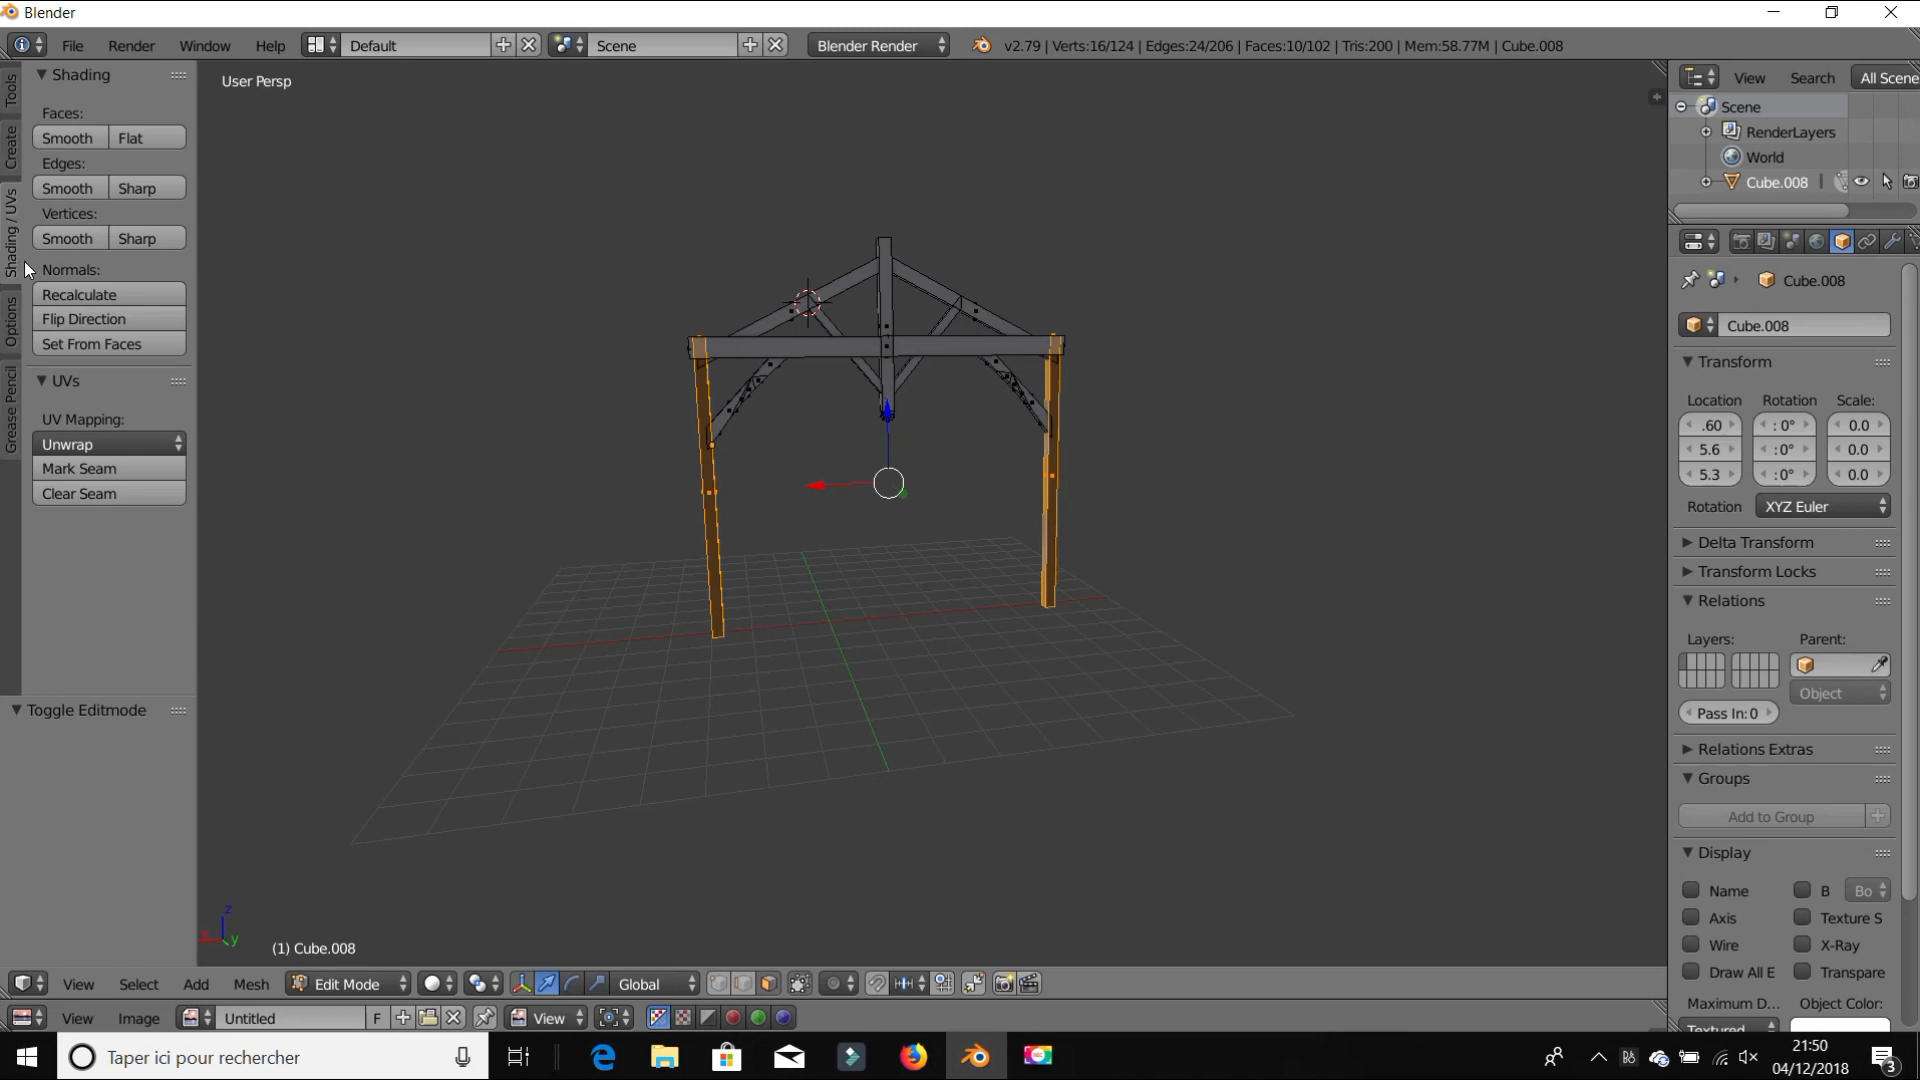 Blender
File Render Window Help Default Scene Blender Render v2.79 | Verts:16/124 | Edges:24/206 | Faces:10/102 | Tris:200 | Mem:58.77M | Cube.008
Tools
Create
Shading / UVs
Options
Grease Pencil
Shading
Faces:
Smooth Flat
Edges:
Smooth Sharp
Vertices:
Smooth Sharp
Normals:
Recalculate
Flip Direction
Set From Faces
UVs
UV Mapping:
Unwrap
Mark Seam
Clear Seam
Toggle Editmode
User Persp
z
x
y
(1) Cube.008
View Search All Scene
Scene
RenderLayers
World
Cube.008
Cube.008
Cube.008
Transform
Location Rotation Scale:
.60 : 0° 0.0
5.6 :0° 0.0
5.3 :0° 0.0
Rotation XYZ Euler
Delta Transform
Transform Locks
Relations
Layers: Parent:
Object
Pass In:0
Relations Extras
Groups
Add to Group
Display
Name B Bo
Axis Texture S
Wire X-Ray
Draw All E Transpare
Maximum D... Object Color:
Textured
View Select Add Mesh Edit Mode Global
View Image Untitled F View
Taper ici pour rechercher
21:50
04/12/2018
3